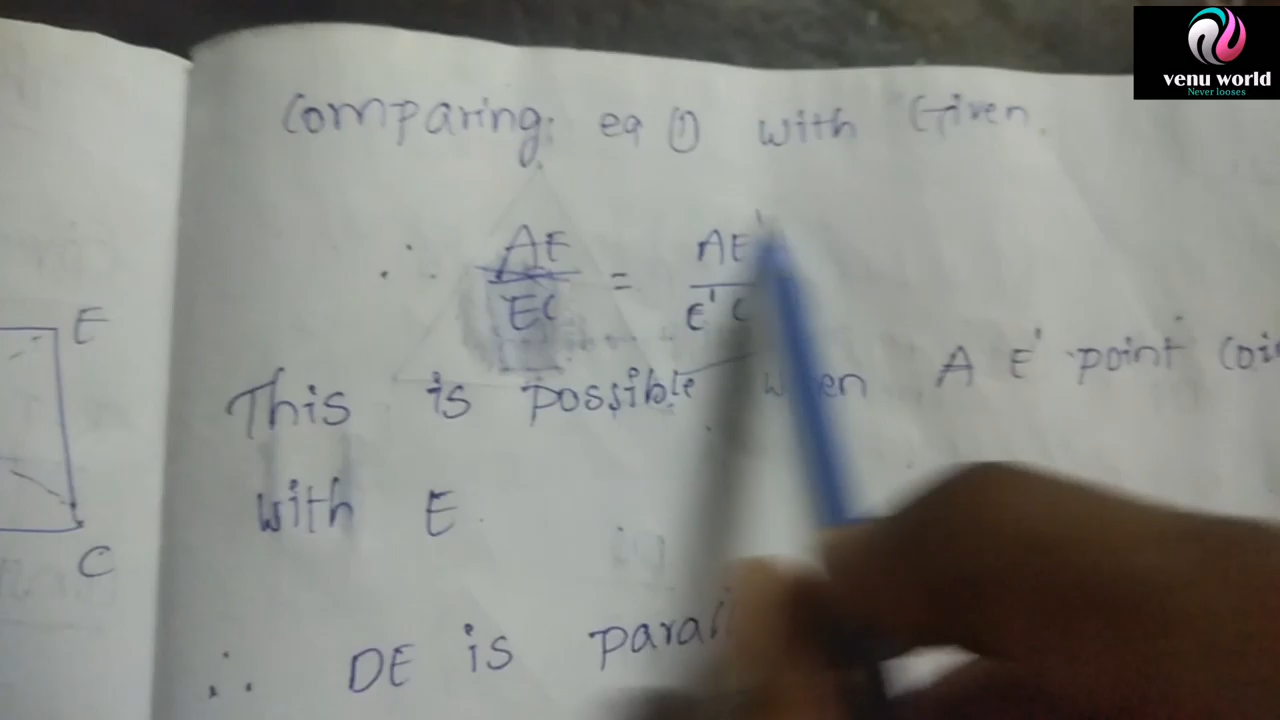 venu world
Never looses
Comparing eq ① with Given.
∴ AE/EC = AE'/E'C
This is possible when A E' point
with E
∴ DE is
E
C